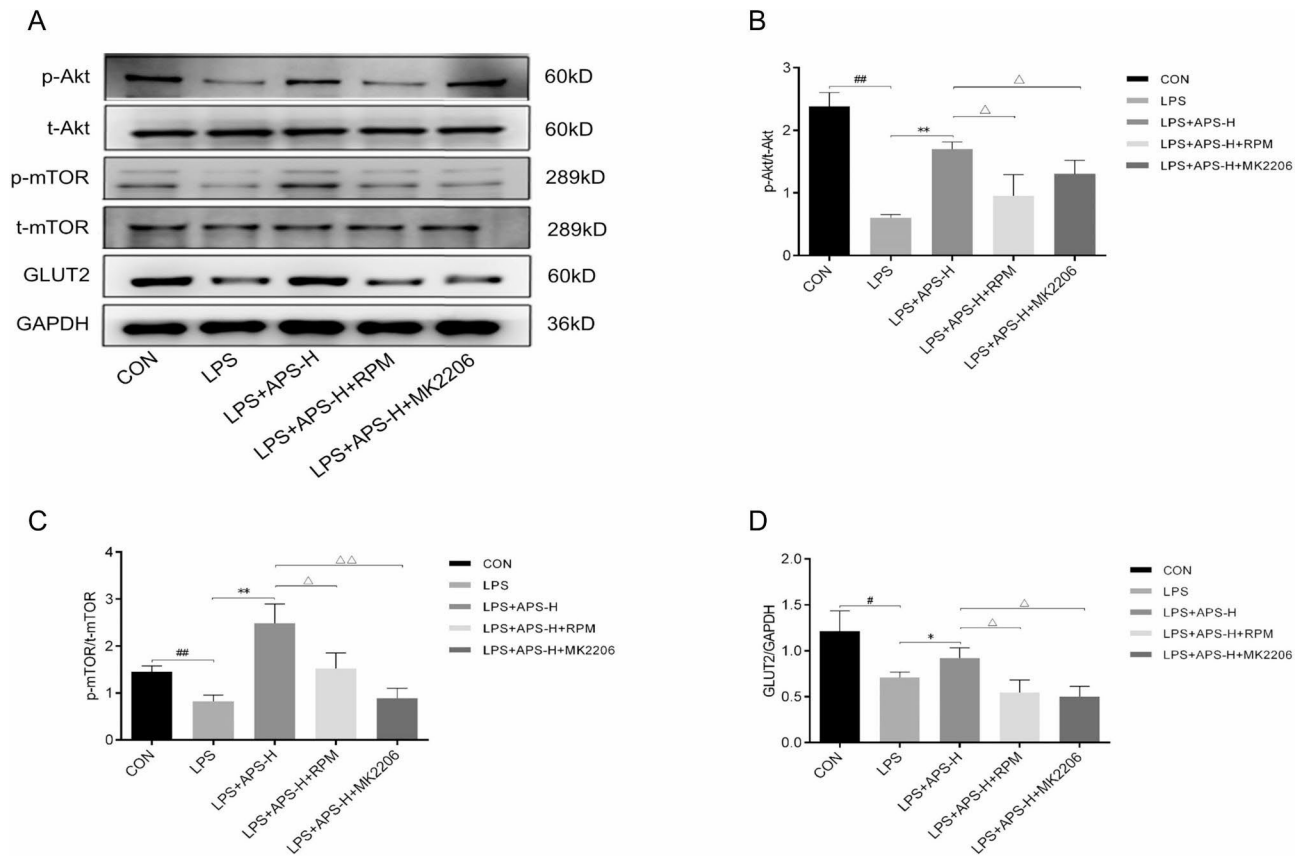 A
p-Akt 60kD
t-Akt 60kD
p-mTOR 289kD
t-mTOR 289kD
GLUT2 60kD
GAPDH 36kD
CON
LPS
LPS+APS-H
LPS+APS-H+RPM
LPS+APS-H+MK2206
B
p-Akt/t-Akt
3
2
1
0
##
**
△
△
CON
LPS
LPS+APS-H
LPS+APS-H+RPM
LPS+APS-H+MK2206
CON
LPS
LPS+APS-H
LPS+APS-H+RPM
LPS+APS-H+MK2206
C
p-mTOR/t-mTOR
4
3
2
1
0
##
**
△
△△
CON
LPS
LPS+APS-H
LPS+APS-H+RPM
LPS+APS-H+MK2206
CON
LPS
LPS+APS-H
LPS+APS-H+RPM
LPS+APS-H+MK2206
D
GLUT2/GAPDH
2.0
1.5
1.0
0.5
0.0
#
*
△
△
CON
LPS
LPS+APS-H
LPS+APS-H+RPM
LPS+APS-H+MK2206
CON
LPS
LPS+APS-H
LPS+APS-H+RPM
LPS+APS-H+MK2206